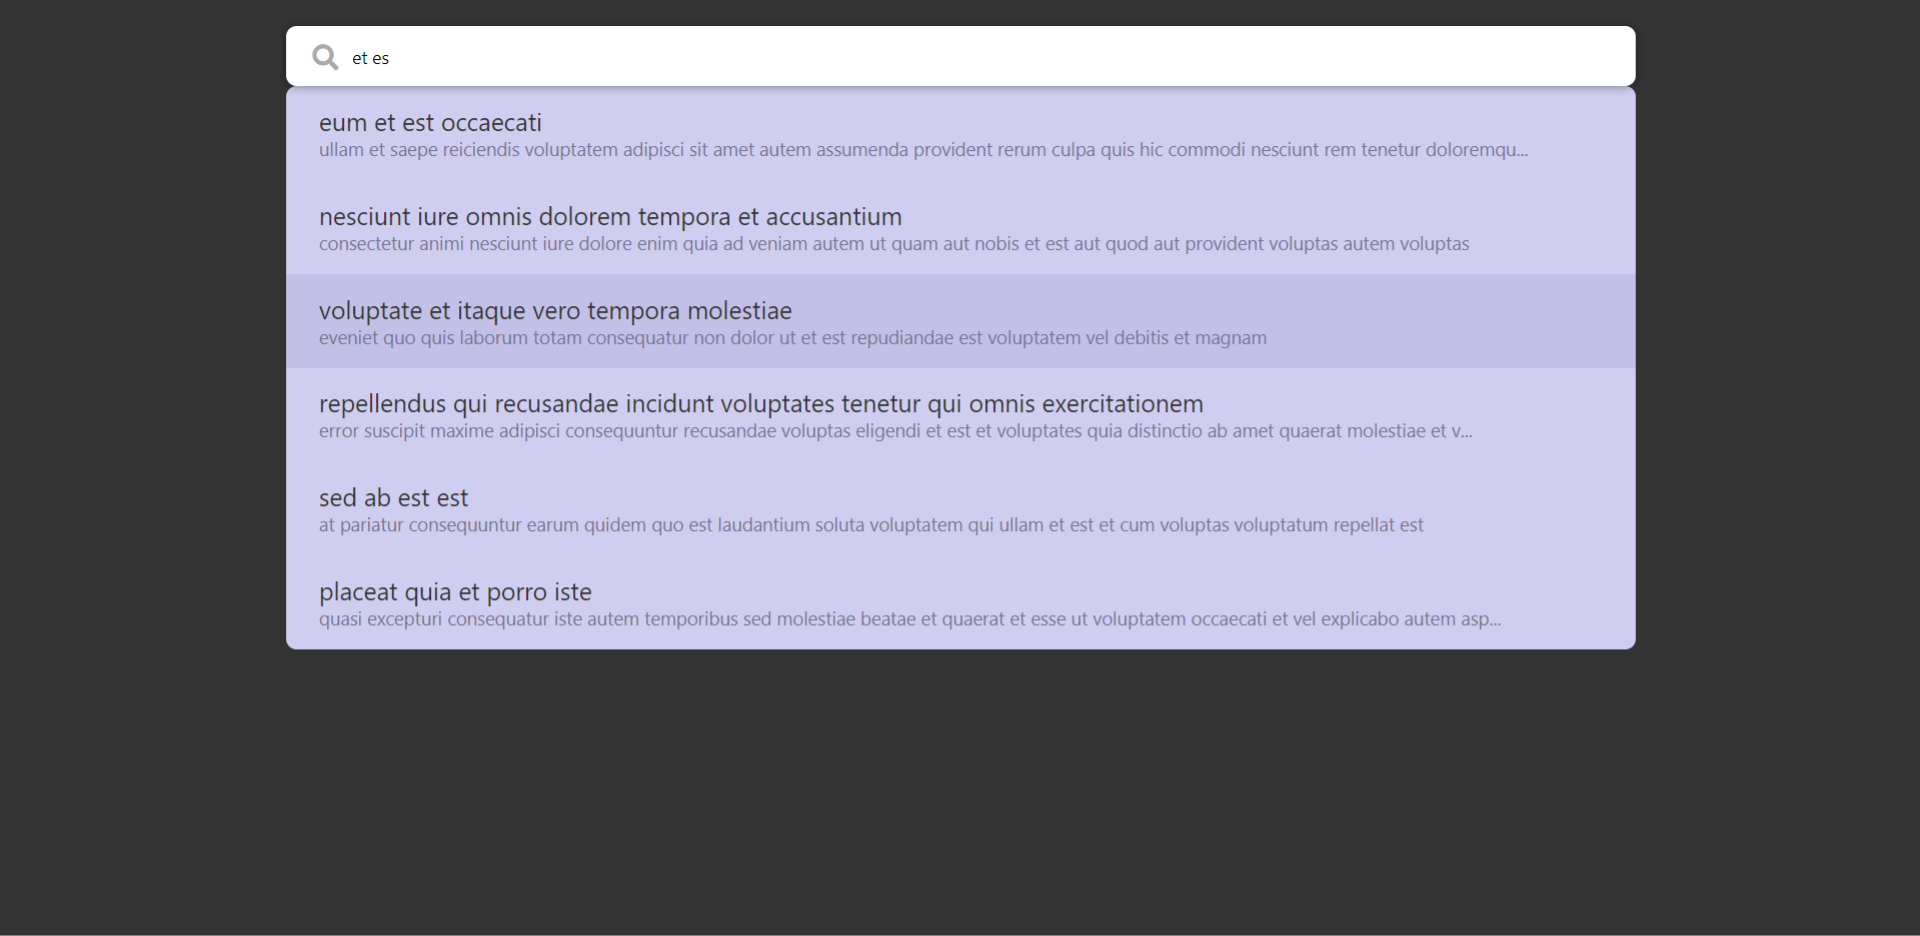 et es
eum et est occaecati
ullam et saepe reiciendis voluptatem adipisci sit amet autem assumenda provident rerum culpa quis hic commodi nesciunt rem tenetur doloremqu...
nesciunt iure omnis dolorem tempora et accusantium
consectetur animi nesciunt iure dolore enim quia ad veniam autem ut quam aut nobis et est aut quod aut provident voluptas autem voluptas
voluptate et itaque vero tempora molestiae
eveniet quo quis laborum totam consequatur non dolor ut et est repudiandae est voluptatem vel debitis et magnam
repellendus qui recusandae incidunt voluptates tenetur qui omnis exercitationem
error suscipit maxime adipisci consequuntur recusandae voluptas eligendi et est et voluptates quia distinctio ab amet quaerat molestiae et v...
sed ab est est
at pariatur consequuntur earum quidem quo est laudantium soluta voluptatem qui ullam et est et cum voluptas voluptatum repellat est
placeat quia et porro iste
quasi excepturi consequatur iste autem temporibus sed molestiae beatae et quaerat et esse ut voluptatem occaecati et vel explicabo autem asp...